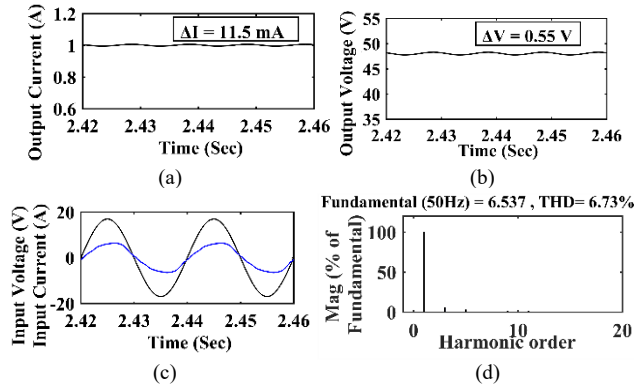 Output Current (A)
1.2
1
0.8
0.6
ΔI = 11.5 mA
2.42 2.43 2.44 2.45 2.46
Time (Sec)
(a)
Output Voltage (V)
55
50
45
40
35
ΔV = 0.55 V
2.42 2.43 2.44 2.45 2.46
Time (Sec)
(b)
Input Voltage (V)
Input Current (A)
20
0
-20
2.42 2.43 2.44 2.45 2.46
Time (Sec)
(c)
Fundamental (50Hz) = 6.537 , THD= 6.73%
Mag (% of
Fundamental)
100
50
0
0 10 20
Harmonic order
(d)